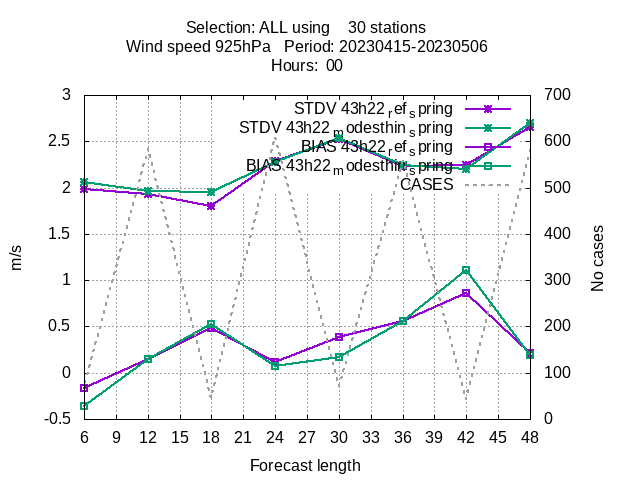 Selection: ALL using 30 stations
Wind speed 925hPa Period: 20230415-20230506
Hours: 00
3 700
STDV 43h22_ref_spring
STDV 43h22_modesthin_spring
2.5 600
BIAS 43h22_ref_spring
BIAS 43h22_modesthin_spring
CASES
2 500
1.5 400
m/s
No cases
1 300
0.5 200
0 100
-0.5 0
6 9 12 15 18 21 24 27 30 33 36 39 42 45 48
Forecast length